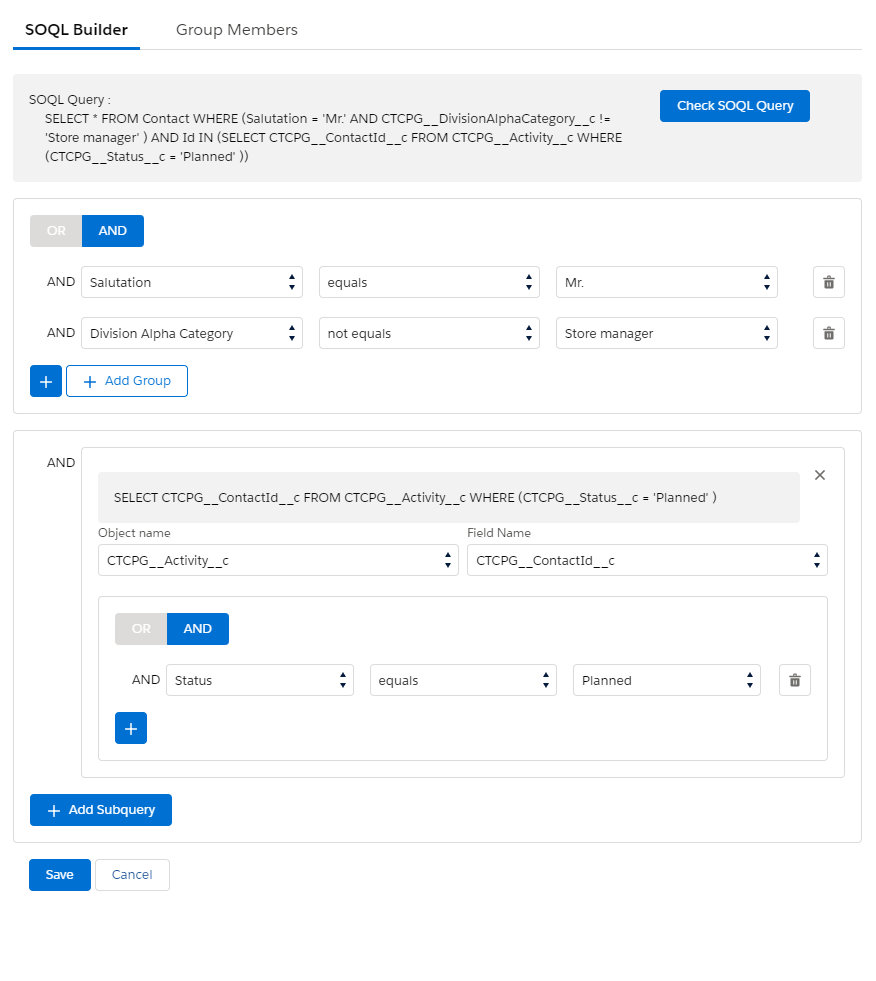 SOQL Builder
Group Members
SOQL Query :
SELECT * FROM Contact WHERE (Salutation = 'Mr.' AND CTCPG__DivisionAlphaCategory__c !=
'Store manager' ) AND Id IN (SELECT CTCPG__ContactId__c FROM CTCPG__Activity__c WHERE
(CTCPG__Status__c = 'Planned' ))
Check SOQL Query
OR AND
AND Salutation equals Mr.
AND Division Alpha Category not equals Store manager
+ + Add Group
AND
SELECT CTCPG__ContactId__c FROM CTCPG__Activity__c WHERE (CTCPG__Status__c = 'Planned' )
Object name Field Name
CTCPG__Activity__c CTCPG__ContactId__c
OR AND
AND Status equals Planned
+
+ Add Subquery
Save Cancel